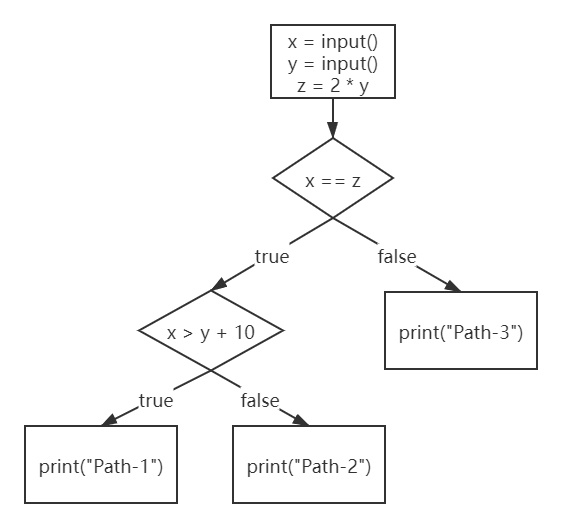 x = input()
y = input()
z = 2 * y
x == z
true
false
x > y + 10
print("Path-3")
true
false
print("Path-1")
print("Path-2")